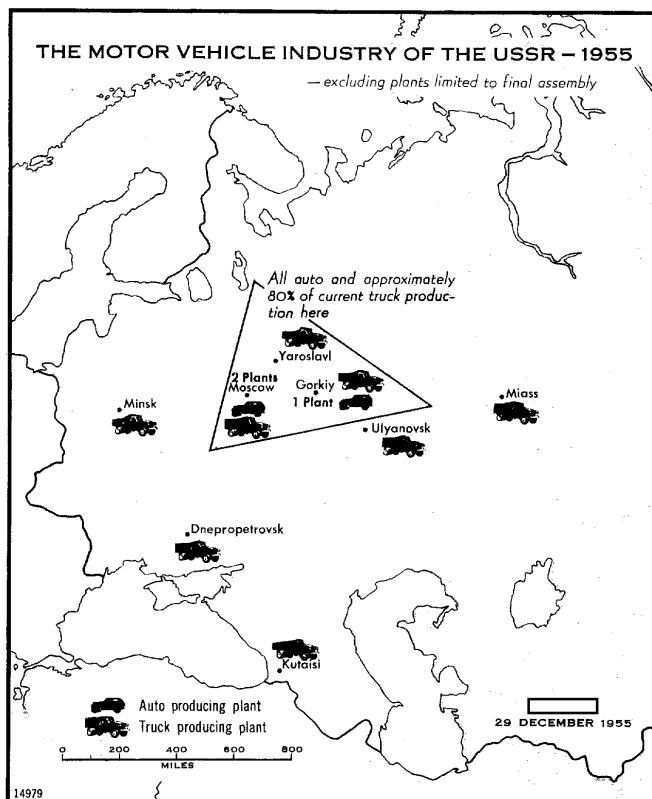 THE MOTOR VEHICLE INDUSTRY OF THE USSR – 1955
— excluding plants limited to final assembly
All auto and approximately
80% of current truck produc-
tion here
Yaroslavl
2 Plants
Moscow
Gorkiy
1 Plant
Minsk
Miass
Ulyanovsk
Dnepropetrovsk
Kutaisi
Auto producing plant
Truck producing plant
0 200 400 600 800
MILES
29 DECEMBER 1955
14979